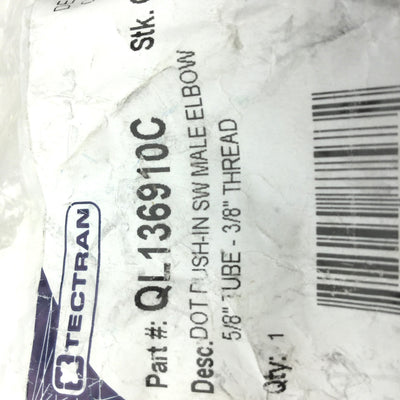 TECTRAN
Part #: QL136910C
Stk.
Desc: DOT PUSH-IN SW MALE ELBOW
5/8" TUBE - 3/8" THREAD
Qty: 1